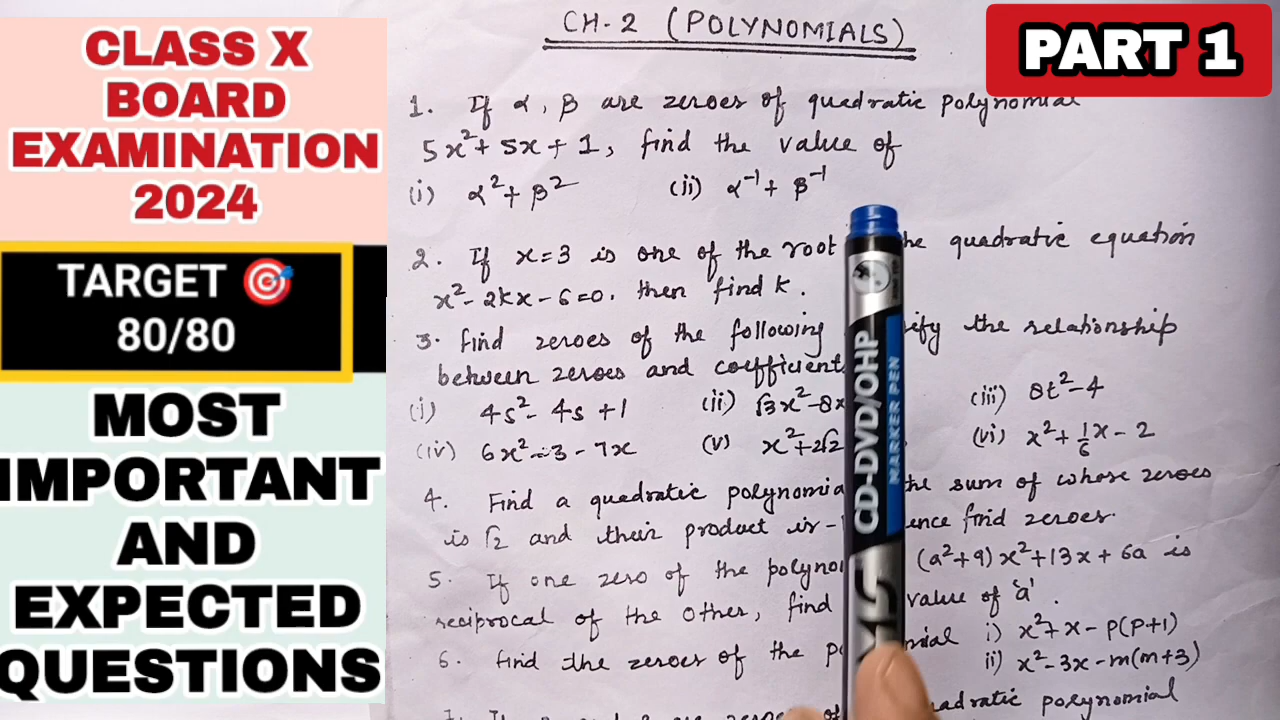 CLASS X
BOARD
EXAMINATION
2024
TARGET 🎯
80/80
MOST
IMPORTANT
AND
EXPECTED
QUESTIONS
PART 1
CH-2 (POLYNOMIALS)
1. If α, β are zeroes of quadratic polynomial
5x²+ 5x + 1, find the value of
(i) α²+ β² (ii) α⁻¹+ β⁻¹
2. If x=3 is one of the root he quadratic equation
x²- 2kx - 6=0. then find k.
3. find zeroes of the following ify the relationship
between zeroes and coefficient
(i) 4s²- 4s +1 (ii) √3x²-8x (iii) 8t²-4
(iv) 6x²-3 - 7x (v) x²+2√2 (vi) x²+ 1/6x - 2
4. Find a quadratic polynomia the sum of whose zeroes
is √2 and their product is - ence find zeroes.
5. If one zero of the polyno (a²+9)x²+13x + 6a is
reciprocal of the other, find value of 'a'.
6. find the zeroes of the po nomial i) x²+x-p(p+1)
ii) x²-3x-m(m+3)
adratic polynomial
CD-DVD/OHP
MARKER PEN